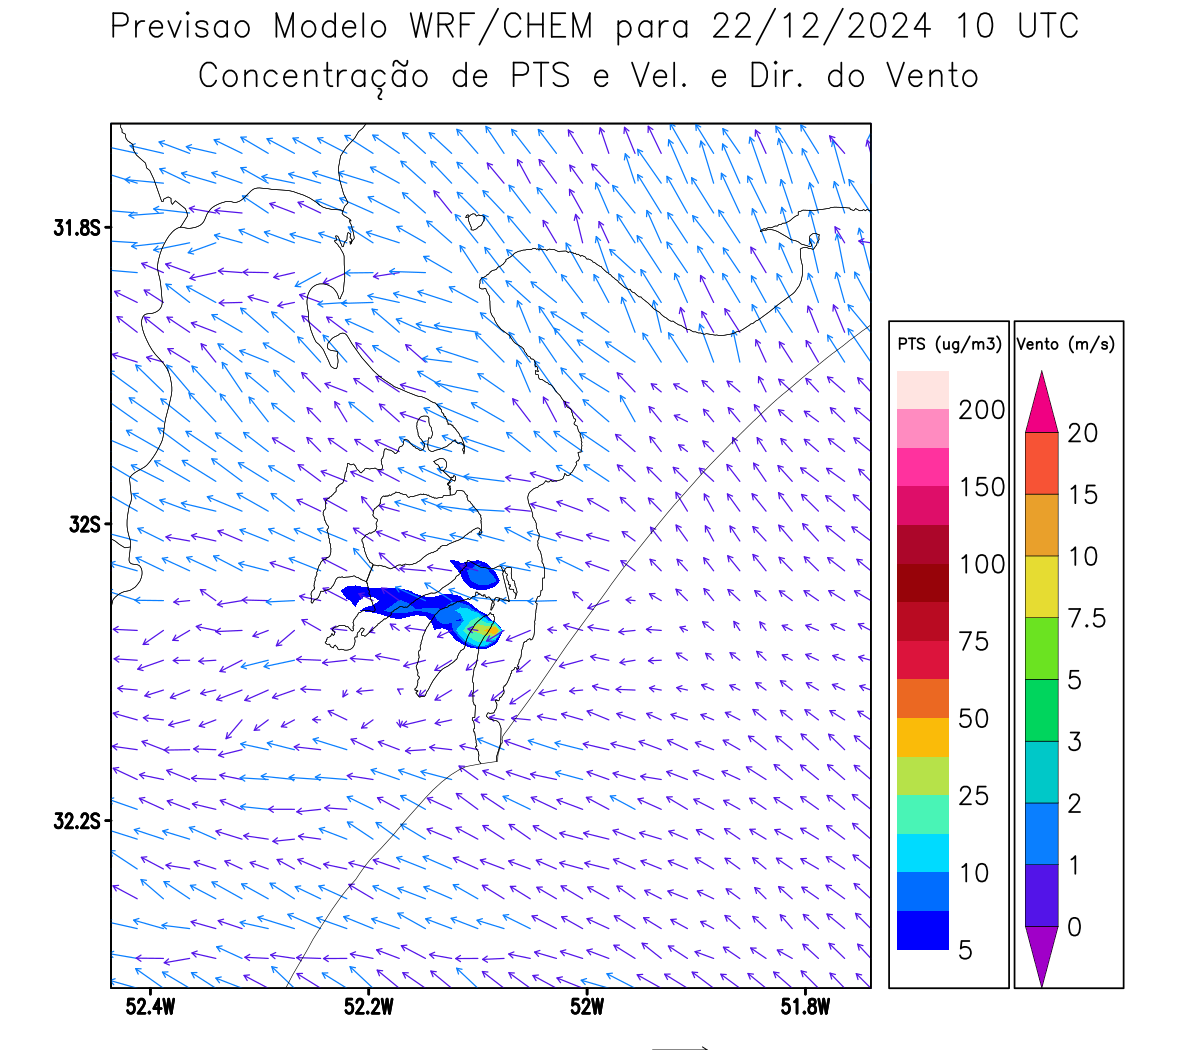 Previsao Modelo WRF/CHEM para 22/12/2024 10 UTC
Concentração de PTS e Vel. e Dir. do Vento
31.8S
32S
32.2S
52.4W
52.2W
52W
51.8W
PTS (ug/m3)
200
150
100
75
50
25
10
5
Vento (m/s)
20
15
10
7.5
5
3
2
1
0